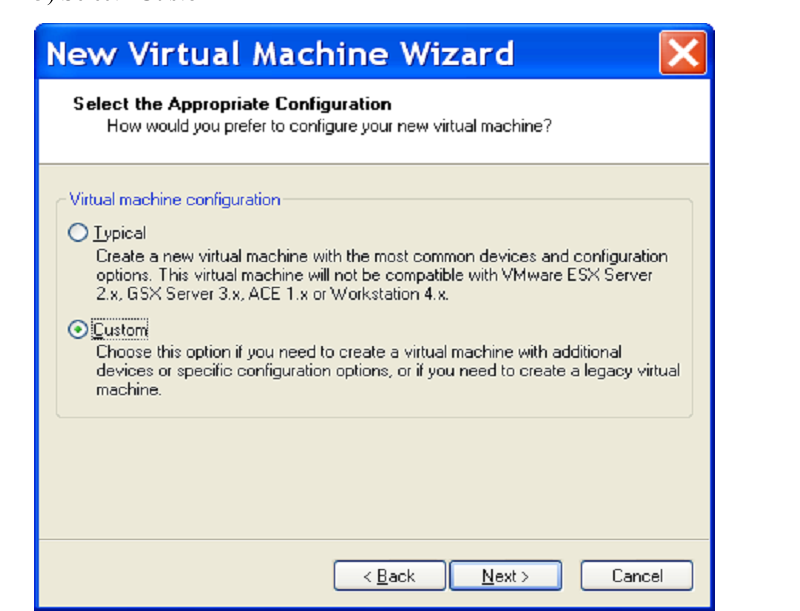 New Virtual Machine Wizard
Select the Appropriate Configuration
How would you prefer to configure your new virtual machine?
Virtual machine configuration
Typical
Create a new virtual machine with the most common devices and configuration
options. This virtual machine will not be compatible with VMware ESX Server
2.x, GSX Server 3.x, ACE 1.x or Workstation 4.x.
Custom
Choose this option if you need to create a virtual machine with additional
devices or specific configuration options, or if you need to create a legacy virtual
machine.
< Back Next > Cancel